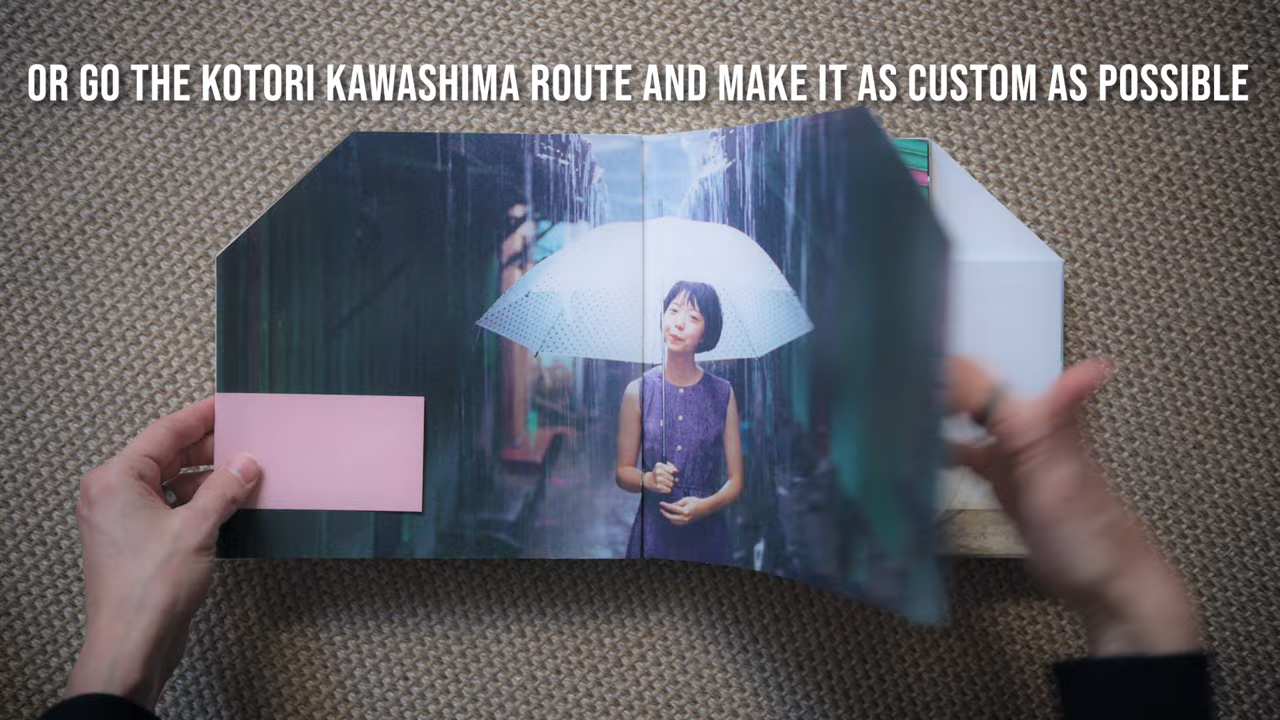 OR GO THE KOTORI KAWASHIMA ROUTE AND MAKE IT AS CUSTOM AS POSSIBLE